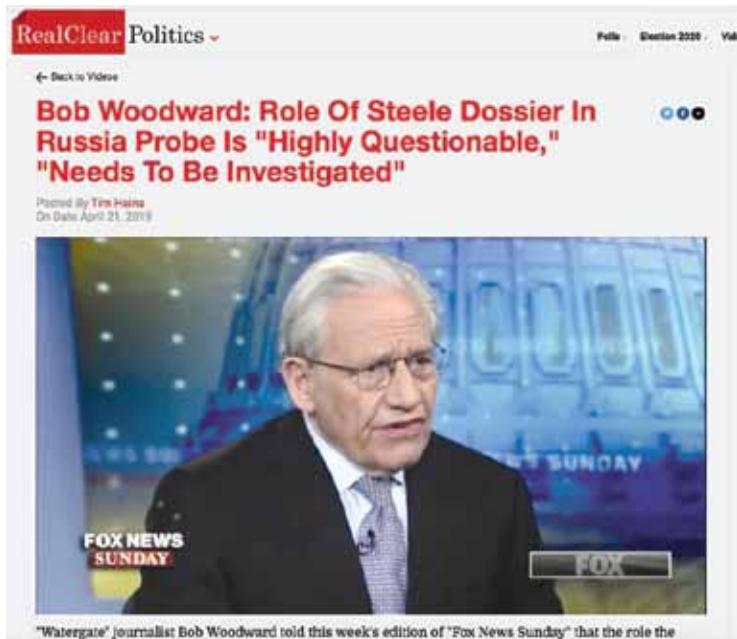 RealClear Politics
Polls Election 2020
← Back to Videos
Bob Woodward: Role Of Steele Dossier In
Russia Probe Is "Highly Questionable,"
"Needs To Be Investigated"
Posted By Tim Hains
On Date April 21, 2019
SUNDAY
FOX NEWS
SUNDAY
FOX
"Watergate" journalist Bob Woodward told this week's edition of "Fox News Sunday" that the role the